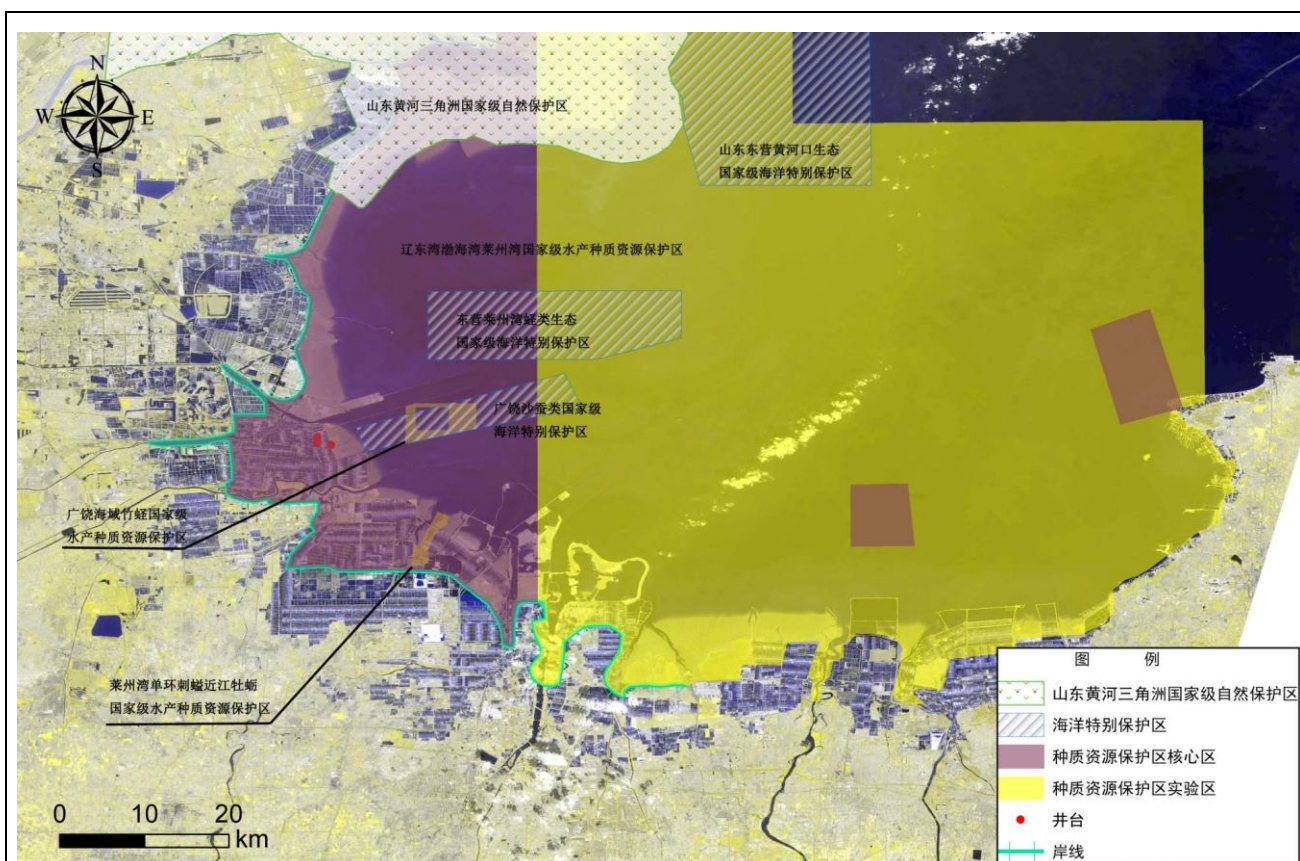 N
W
E
S
山东黄河三角洲国家级自然保护区
山东东营黄河口生态
国家级海洋特别保护区
辽东湾渤海湾莱州湾国家级水产种质资源保护区
东营莱州湾蛏类生态
国家级海洋特别保护区
广饶沙蚕类国家级
海洋特别保护区
广饶海域竹蛏国家级
水产种质资源保护区
莱州湾单环刺螠近江牡蛎
国家级水产种质资源保护区
0 10 20
km
图 例
山东黄河三角洲国家级自然保护区
海洋特别保护区
种质资源保护区核心区
种质资源保护区实验区
井台
岸线